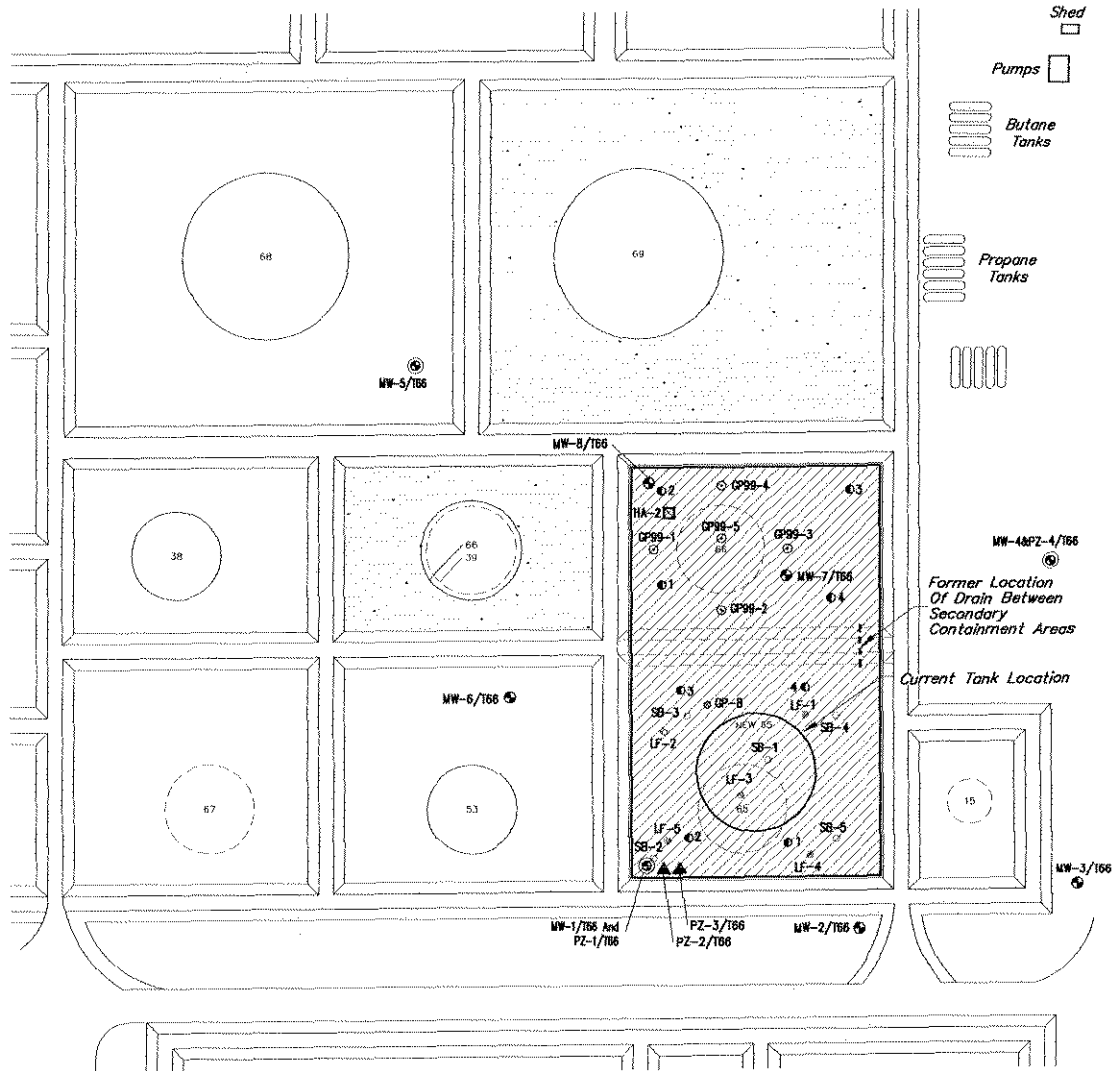 Shed
Pumps
Butane
Tanks
Propane
Tanks
68
69
MW-5/T66
MW-8/T66
2
GP99-4
3
HA-2
GP99-5
GP99-1
GP99-3
66
38
66
39
MW-7/T66
MW-4&PZ-4/T66
1
4
GP99-2
Former Location
Of Drain Between
Secondary
Containment Areas
Current Tank Location
MW-6/T66
3
4
GP-8
LF-1
SB-3
NEW 65
SB-4
LF-2
SB-1
LF-3
67
53
65
15
LF-5
2
1
SB-5
SB-2
LF-4
MW-3/T66
MW-1/T66 And
PZ-1/T66
PZ-3/T66
PZ-2/T66
MW-2/T66